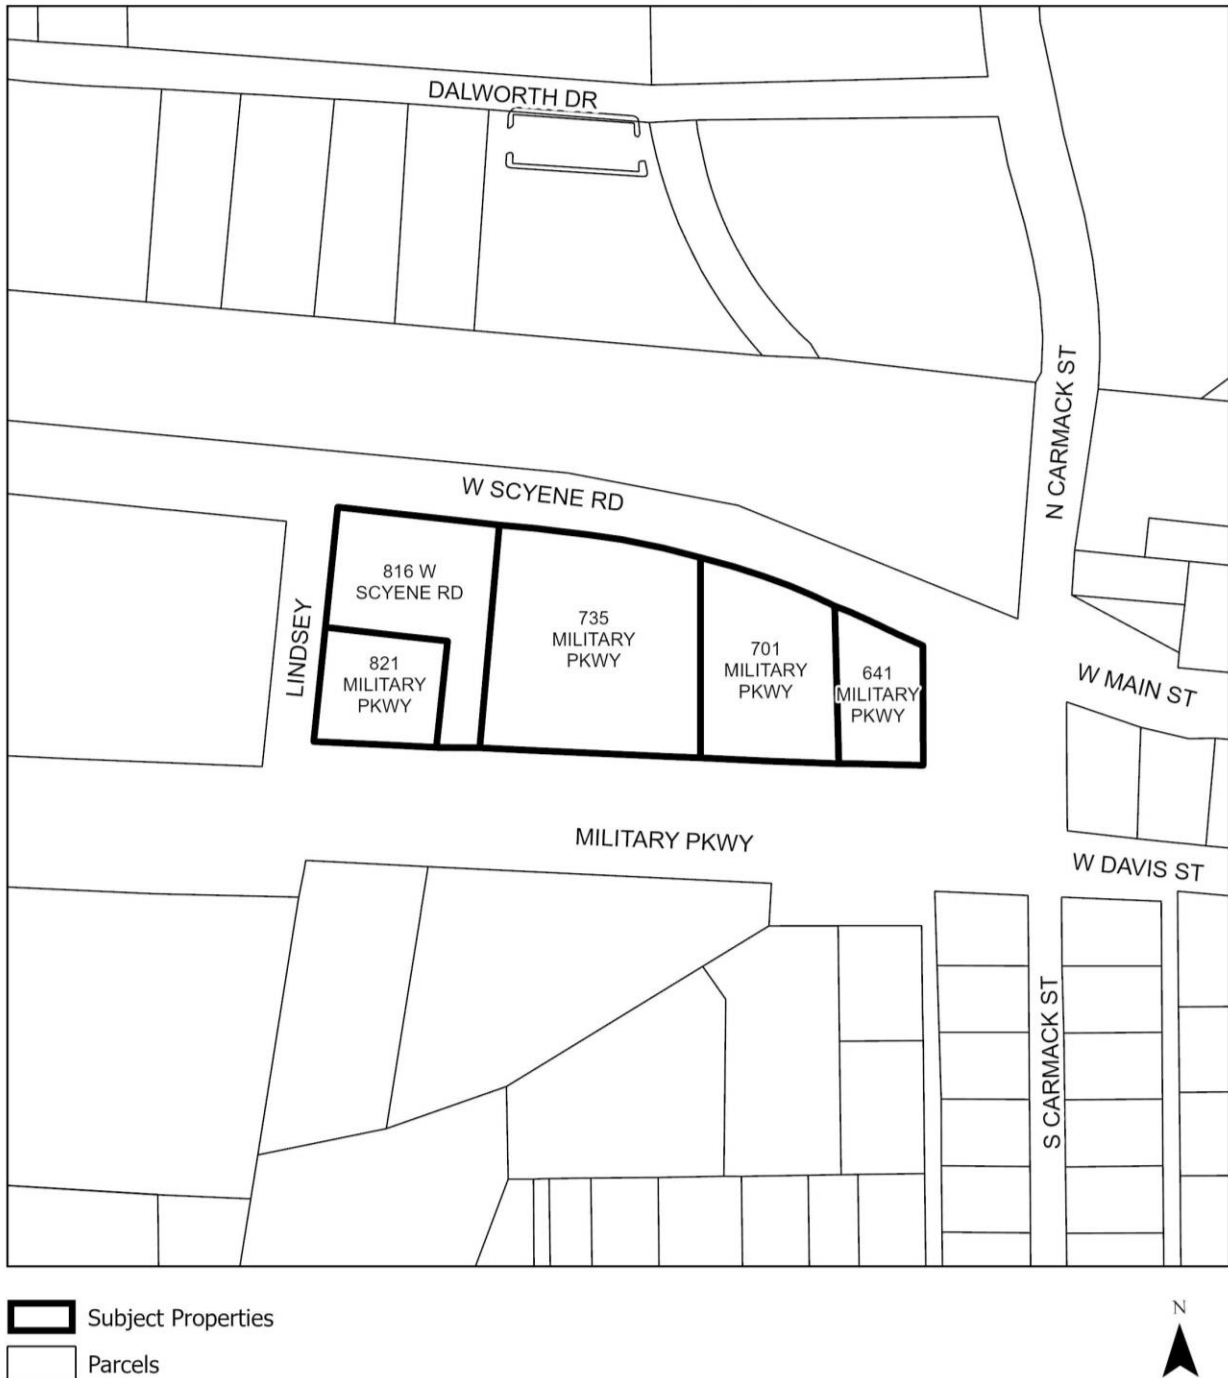 DALWORTH DR
N CARMACK ST
W SCYENE RD
816 W
SCYENE RD
735
MILITARY
PKWY
701
MILITARY
PKWY
641
MILITARY
PKWY
821
MILITARY
PKWY
LINDSEY
W MAIN ST
MILITARY PKWY
W DAVIS ST
S CARMACK ST
Subject Properties
Parcels
N